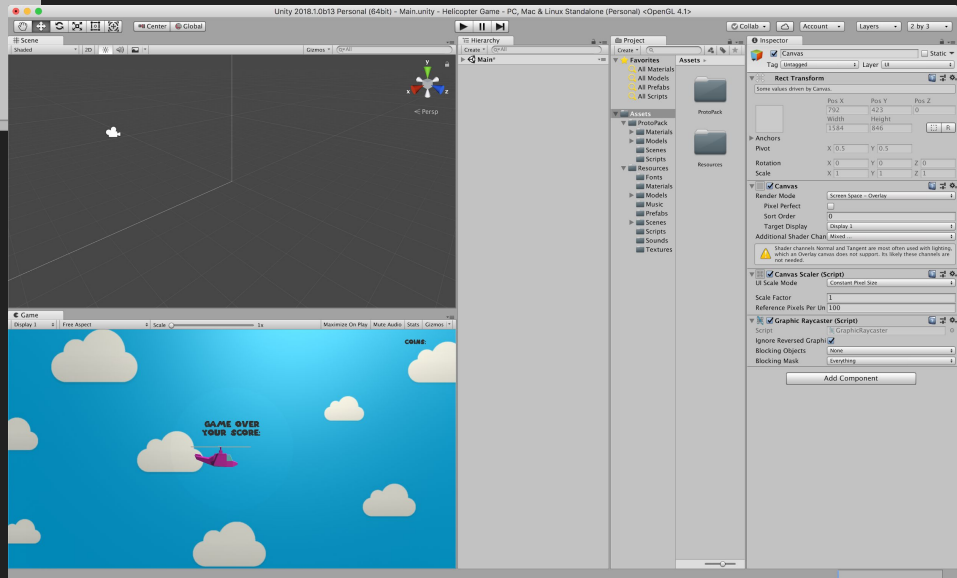 Unity 2018.1.0b13 Personal (64bit) - Main.unity - Helicopter Game - PC, Mac & Linux Standalone (Personal) <OpenGL 4.1>
Center Global Collab Account Layers 2 by 3
Scene
Shaded 2D Gizmos All
y
x z
Persp
Game
Display 1 Free Aspect Scale 1x Maximize On Play Mute Audio Stats Gizmos
COINS:
GAME OVER
YOUR SCORE:
Hierarchy
Create All
Main*
Project
Create
Favorites
All Materials
All Models
All Prefabs
All Scripts
Assets
ProtoPack
Materials
Models
Scenes
Scripts
Resources
Fonts
Materials
Models
Music
Prefabs
Scenes
Scripts
Sounds
Textures
Assets
ProtoPack
Resources
Inspector
Canvas Static
Tag Untagged Layer UI
Rect Transform
Some values driven by Canvas.
Pos X Pos Y Pos Z
792 423 0
Width Height
1584 846
R
Anchors
Pivot X 0.5 Y 0.5
Rotation X 0 Y 0 Z 0
Scale X 1 Y 1 Z 1
Canvas
Render Mode Screen Space - Overlay
Pixel Perfect
Sort Order 0
Target Display Display 1
Additional Shader Chan Mixed ...
Shader channels Normal and Tangent are most often used with lighting,
which an Overlay canvas does not support. Its likely these channels are
not needed.
Canvas Scaler (Script)
UI Scale Mode Constant Pixel Size
Scale Factor 1
Reference Pixels Per Un 100
Graphic Raycaster (Script)
Script GraphicRaycaster
Ignore Reversed Graphi
Blocking Objects None
Blocking Mask Everything
Add Component